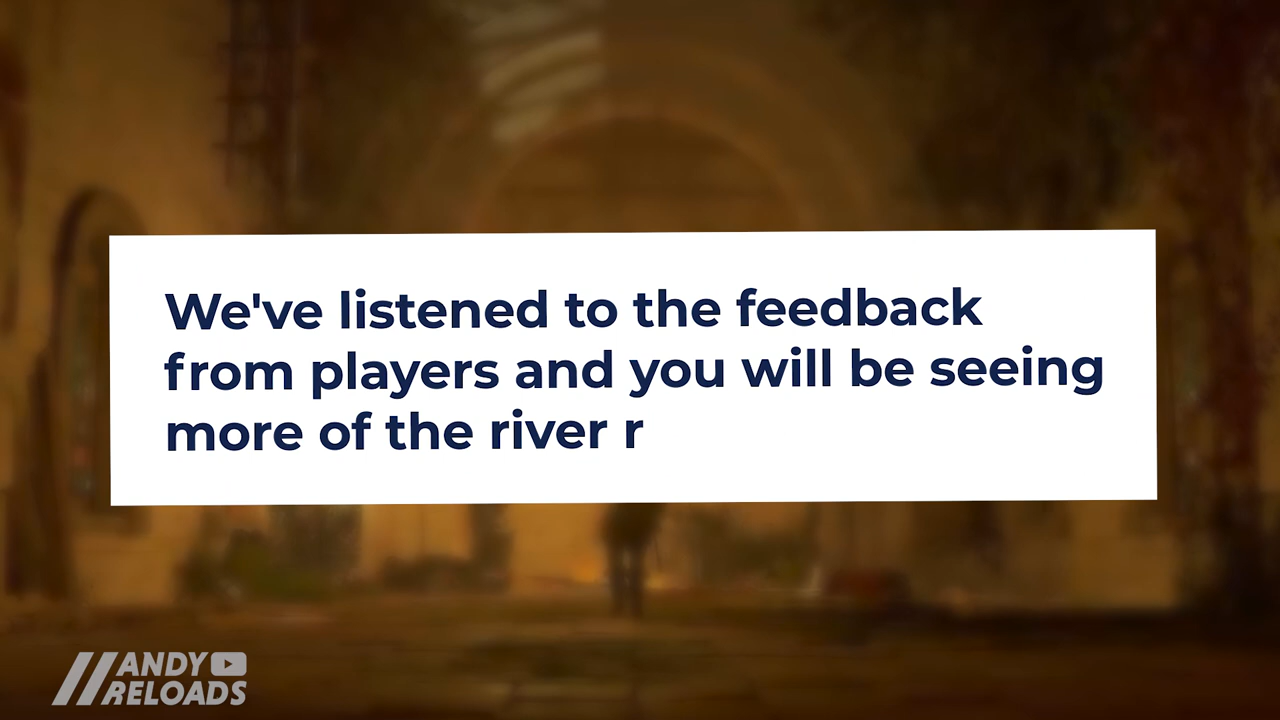 We've listened to the feedback
from players and you will be seeing
more of the river r
//ANDY
RELOADS